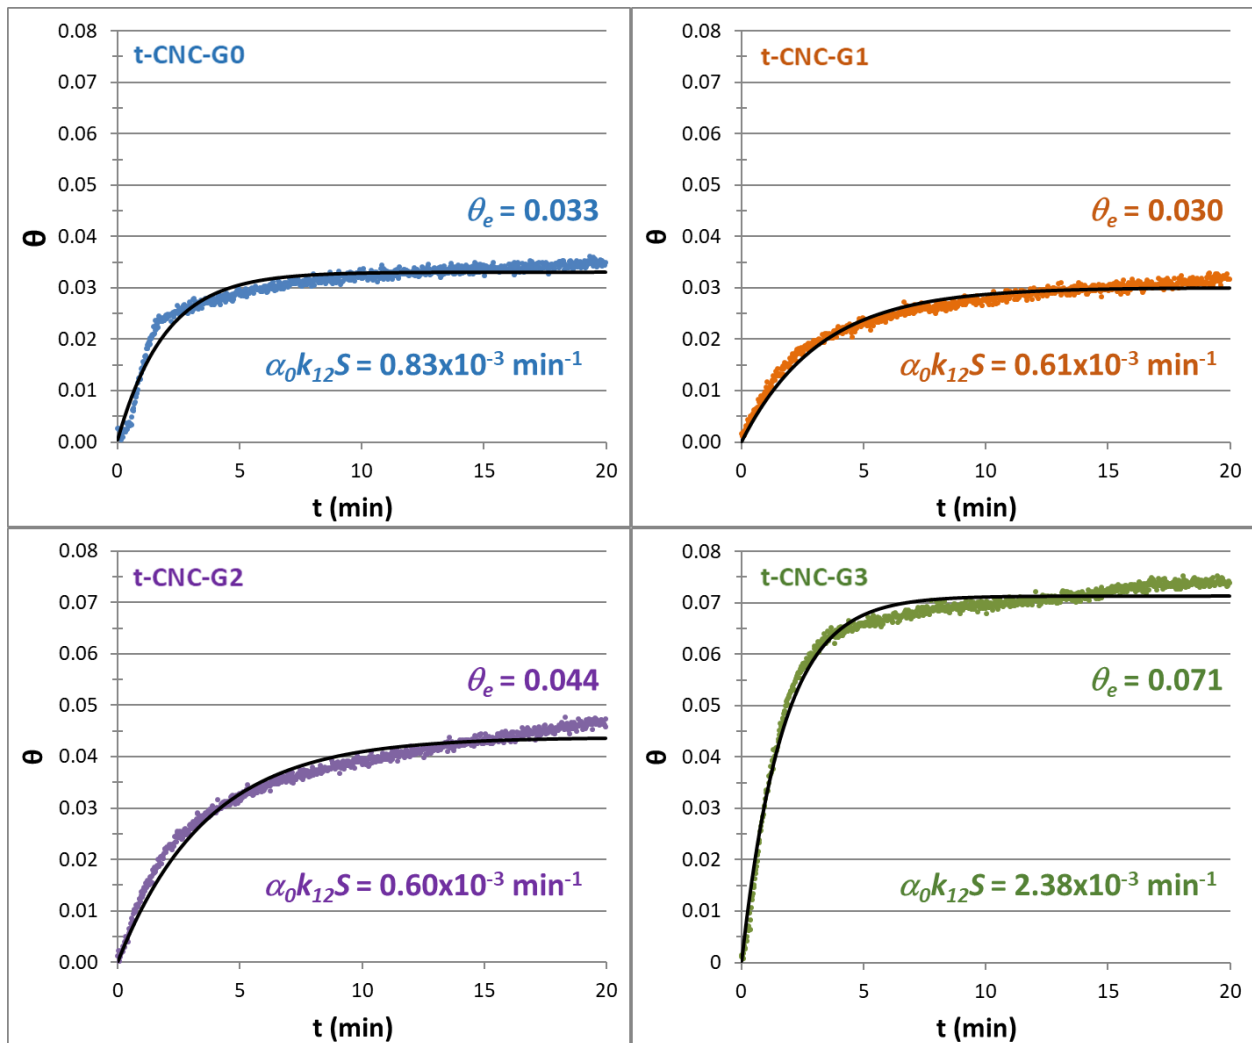 t-CNC-G0
0.08
0.07
0.06
0.05
0.04
0.03
0.02
0.01
0.00
θ
θe = 0.033
α0k12S = 0.83x10-3 min-1
0 5 10 15 20
t (min)
t-CNC-G1
0.08
0.07
0.06
0.05
0.04
0.03
0.02
0.01
0.00
θ
θe = 0.030
α0k12S = 0.61x10-3 min-1
0 5 10 15 20
t (min)
t-CNC-G2
0.08
0.07
0.06
0.05
0.04
0.03
0.02
0.01
0.00
θ
θe = 0.044
α0k12S = 0.60x10-3 min-1
0 5 10 15 20
t (min)
t-CNC-G3
0.08
0.07
0.06
0.05
0.04
0.03
0.02
0.01
0
θ
θe = 0.071
α0k12S = 2.38x10-3 min-1
0 5 10 15 20
t (min)